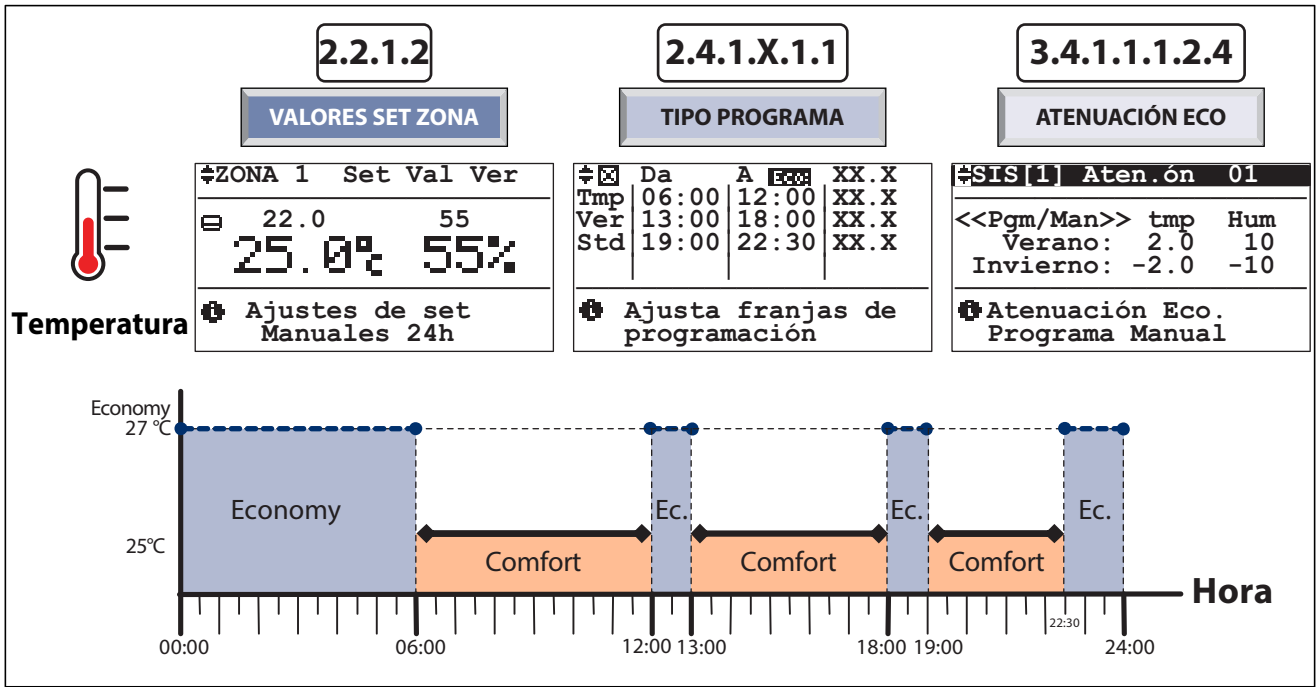 2.2.1.2
VALORES SET ZONA
2.4.1.X.1.1
TIPO PROGRAMA
3.4.1.1.1.2.4
ATENUACIÓN ECO
Temperatura
ZONA 1 Set Val Ver
22.0 55
25.0°C 55%
Ajustes de set
Manuales 24h
Da A Eco: XX.X
Tmp 06:00 12:00 XX.X
Ver 13:00 18:00 XX.X
Std 19:00 22:30 XX.X
Ajusta franjas de
programación
SIS[1] Aten.ón 01
<<Pgm/Man>> tmp Hum
Verano: 2.0 10
Invierno: -2.0 -10
Atenuación Eco.
Programa Manual
Economy
27 °C
25°C
Economy
Comfort
Ec.
Comfort
Ec.
Comfort
Ec.
Hora
00:00
06:00
12:00
13:00
18:00
19:00
22:30
24:00